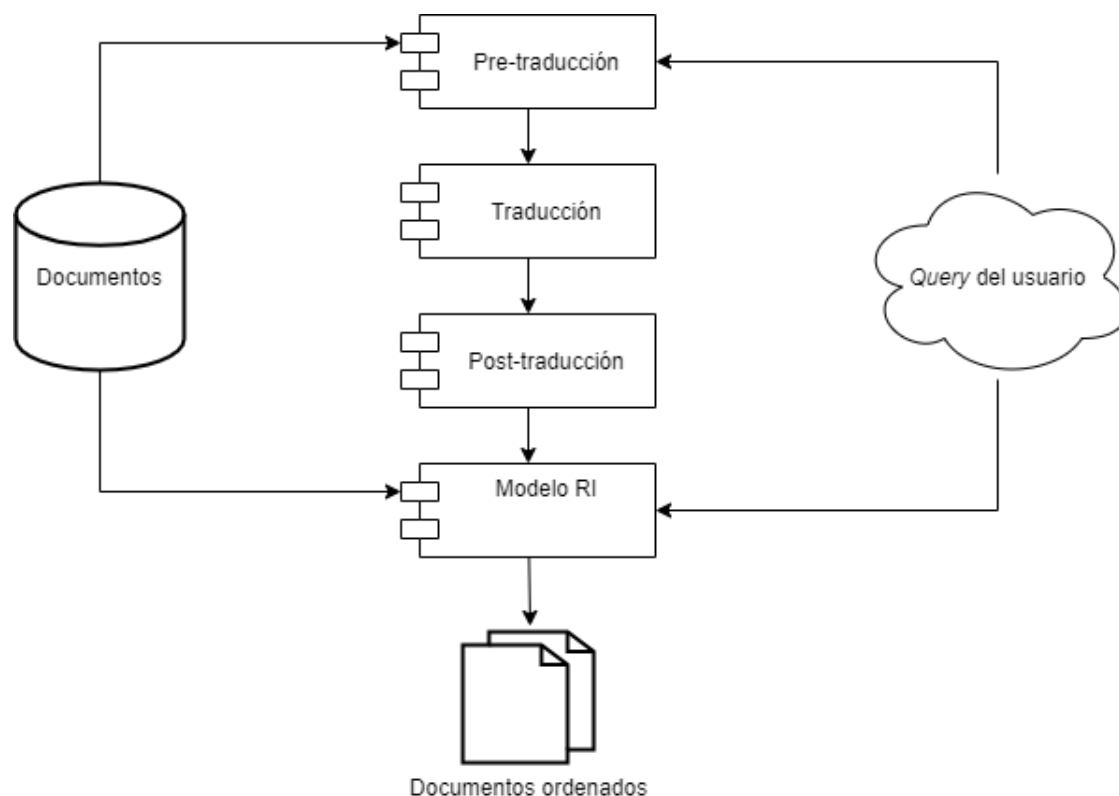 Pre-traducción
Traducción
Documentos
Query del usuario
Post-traducción
Modelo RI
Documentos ordenados